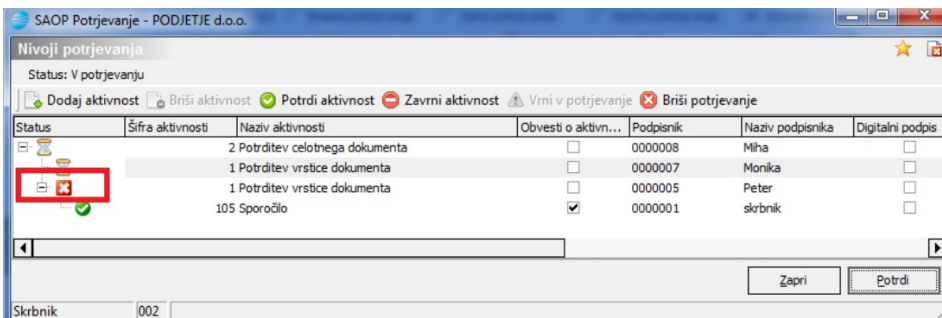 SAOP Potrjevanje - PODJETJE d.o.o.
Nivoji potrjevanja
Status: V potrjevanju
Dodaj aktivnost Briši aktivnost Potrdi aktivnost Zavrni aktivnost Vrni v potrjevanje Briši potrjevanje
Status Šifra aktivnosti Naziv aktivnosti Obvesti o aktivn... Podpisnik Naziv podpisnika Digitalni podpis
2 Potrditev celotnega dokumenta 0000008 Miha
1 Potrditev vrstice dokumenta 0000007 Monika
1 Potrditev vrstice dokumenta 0000005 Peter
105 Sporočilo 0000001 skrbnik
Zapri Potrdi
Skrbnik 002